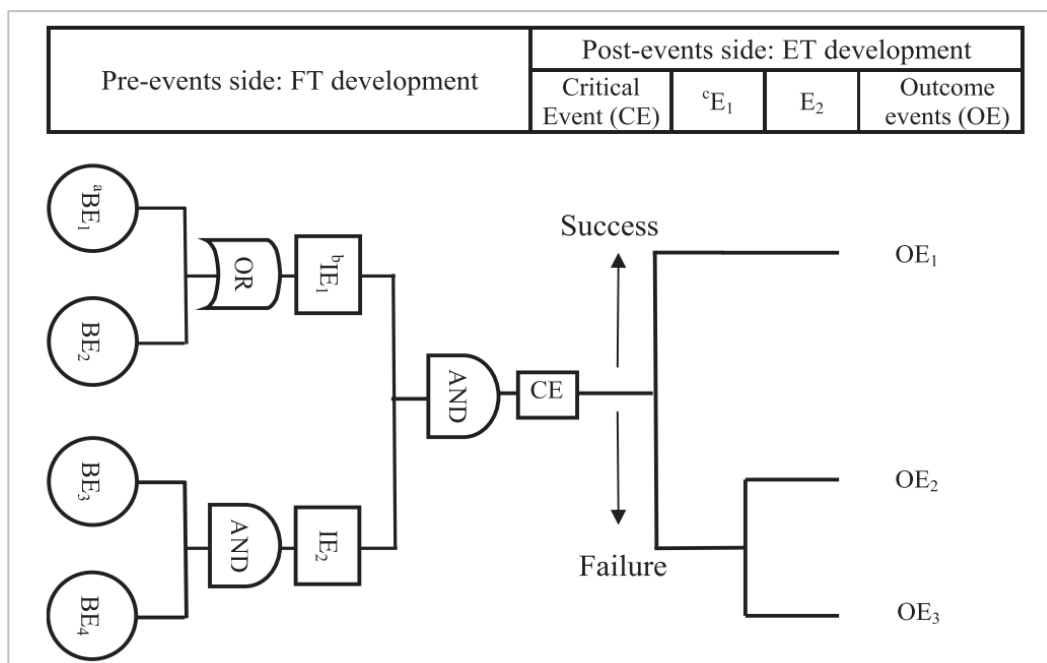 Pre-events side: FT development
Post-events side: ET development
Critical
Event (CE)
ᶜE₁
E₂
Outcome
events (OE)
ᵃBE₁
BE₂
BE₃
BE₄
OR
AND
ᵇIE₁
IE₂
AND
CE
Success
Failure
OE₁
OE₂
OE₃